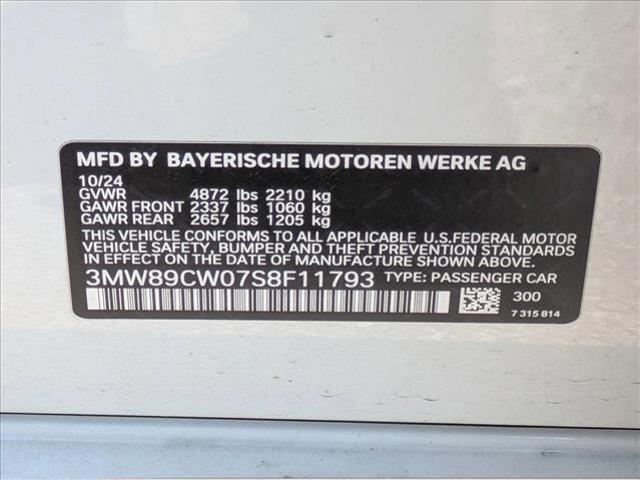 MFD BY BAYERISCHE MOTOREN WERKE AG
10/24
GVWR 4872 lbs 2210 kg
GAWR FRONT 2337 lbs 1060 kg
GAWR REAR 2657 lbs 1205 kg
THIS VEHICLE CONFORMS TO ALL APPLICABLE U.S.FEDERAL MOTOR
VEHICLE SAFETY, BUMPER, AND THEFT PREVENTION STANDARDS
IN EFFECT ON THE DATE OF MANUFACTURE SHOWN ABOVE.
3MW89CW07S8F11793 TYPE: PASSENGER CAR
300
7 315 814